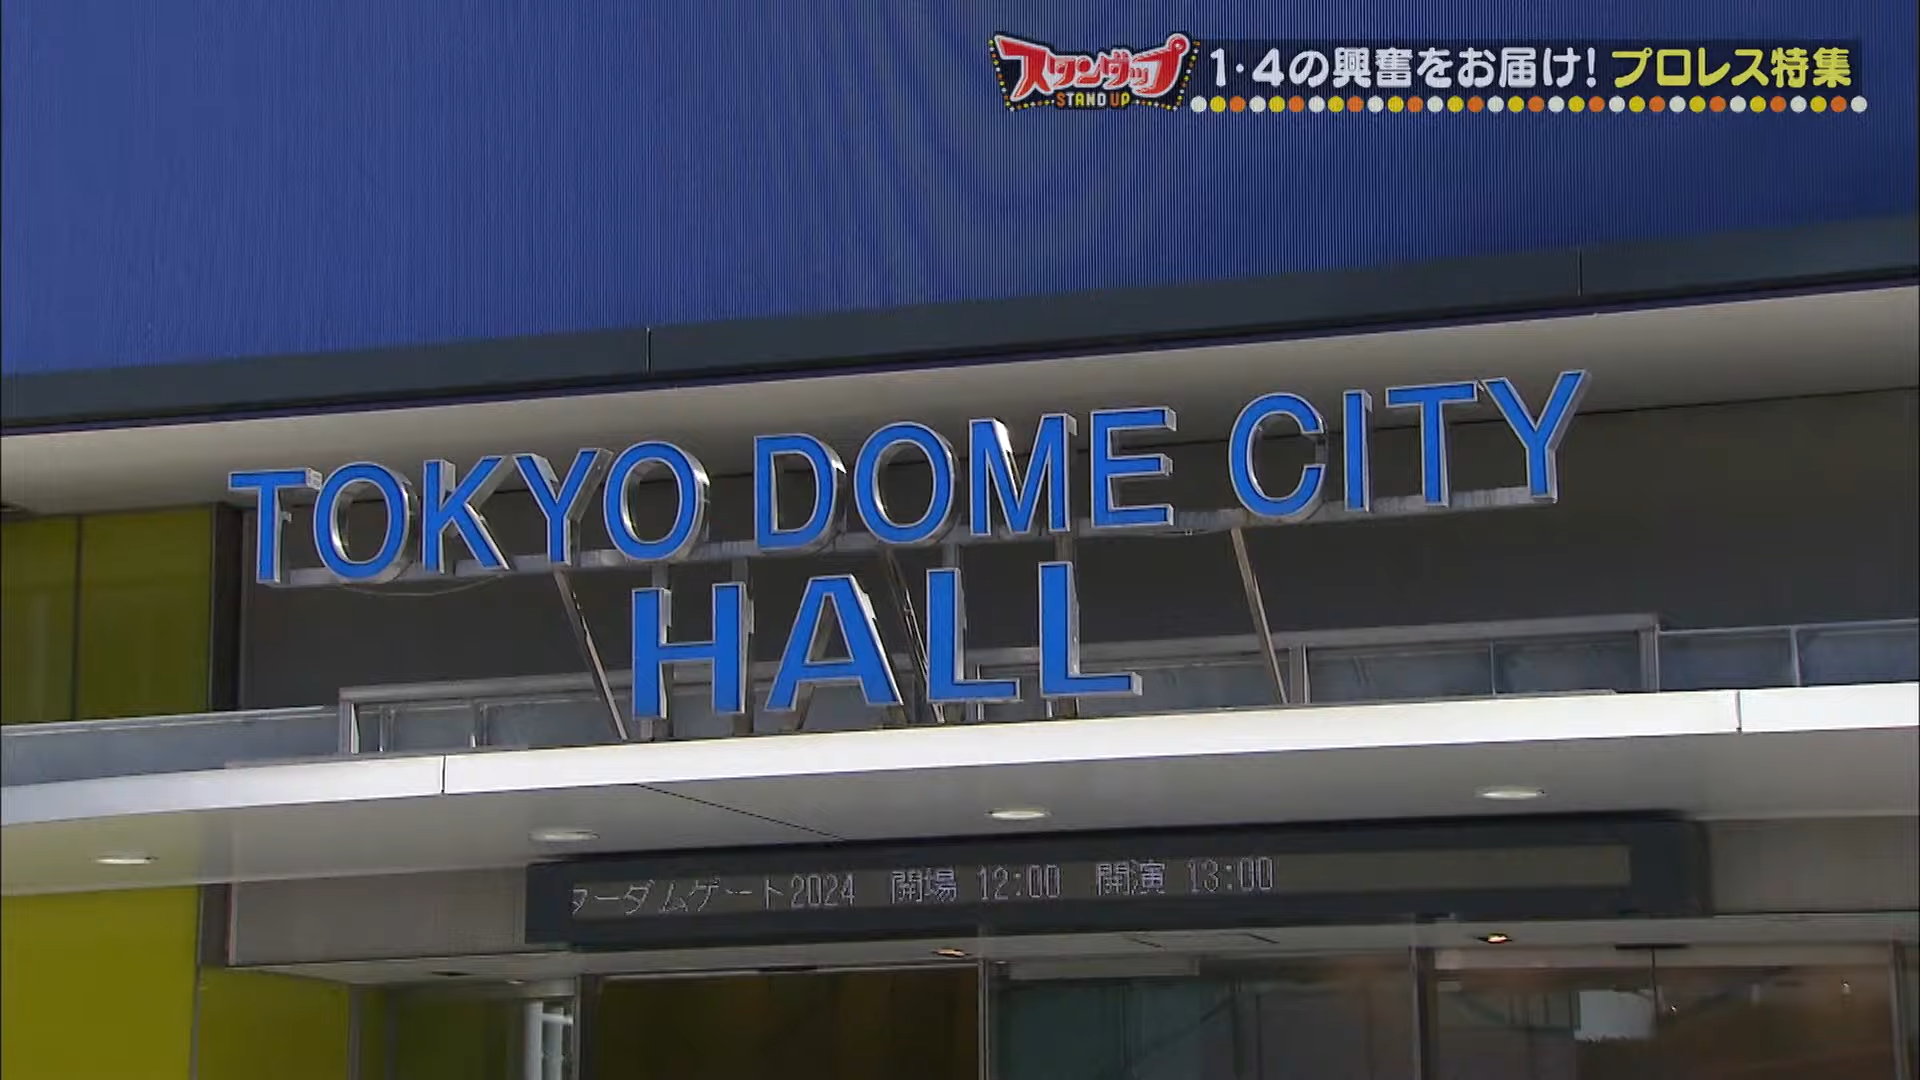 スタンダップ 1・4の興奮をお届け! プロレス特集
STAND UP
TOKYO DOME CITY
HALL
ターダムゲート2024 開場 12:00 開演 13:00